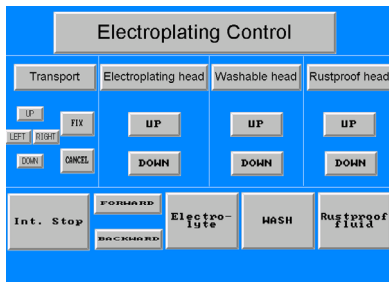 Electroplating Control
Transport
Electroplating head
Washable head
Rustproof head
UP
LEFT
RIGHT
DOWN
FIX
CANCEL
UP
DOWN
UP
DOWN
UP
DOWN
Int. Stop
FORWARD
BACKWARD
Electro-
lyte
WASH
Rustproof
fluid